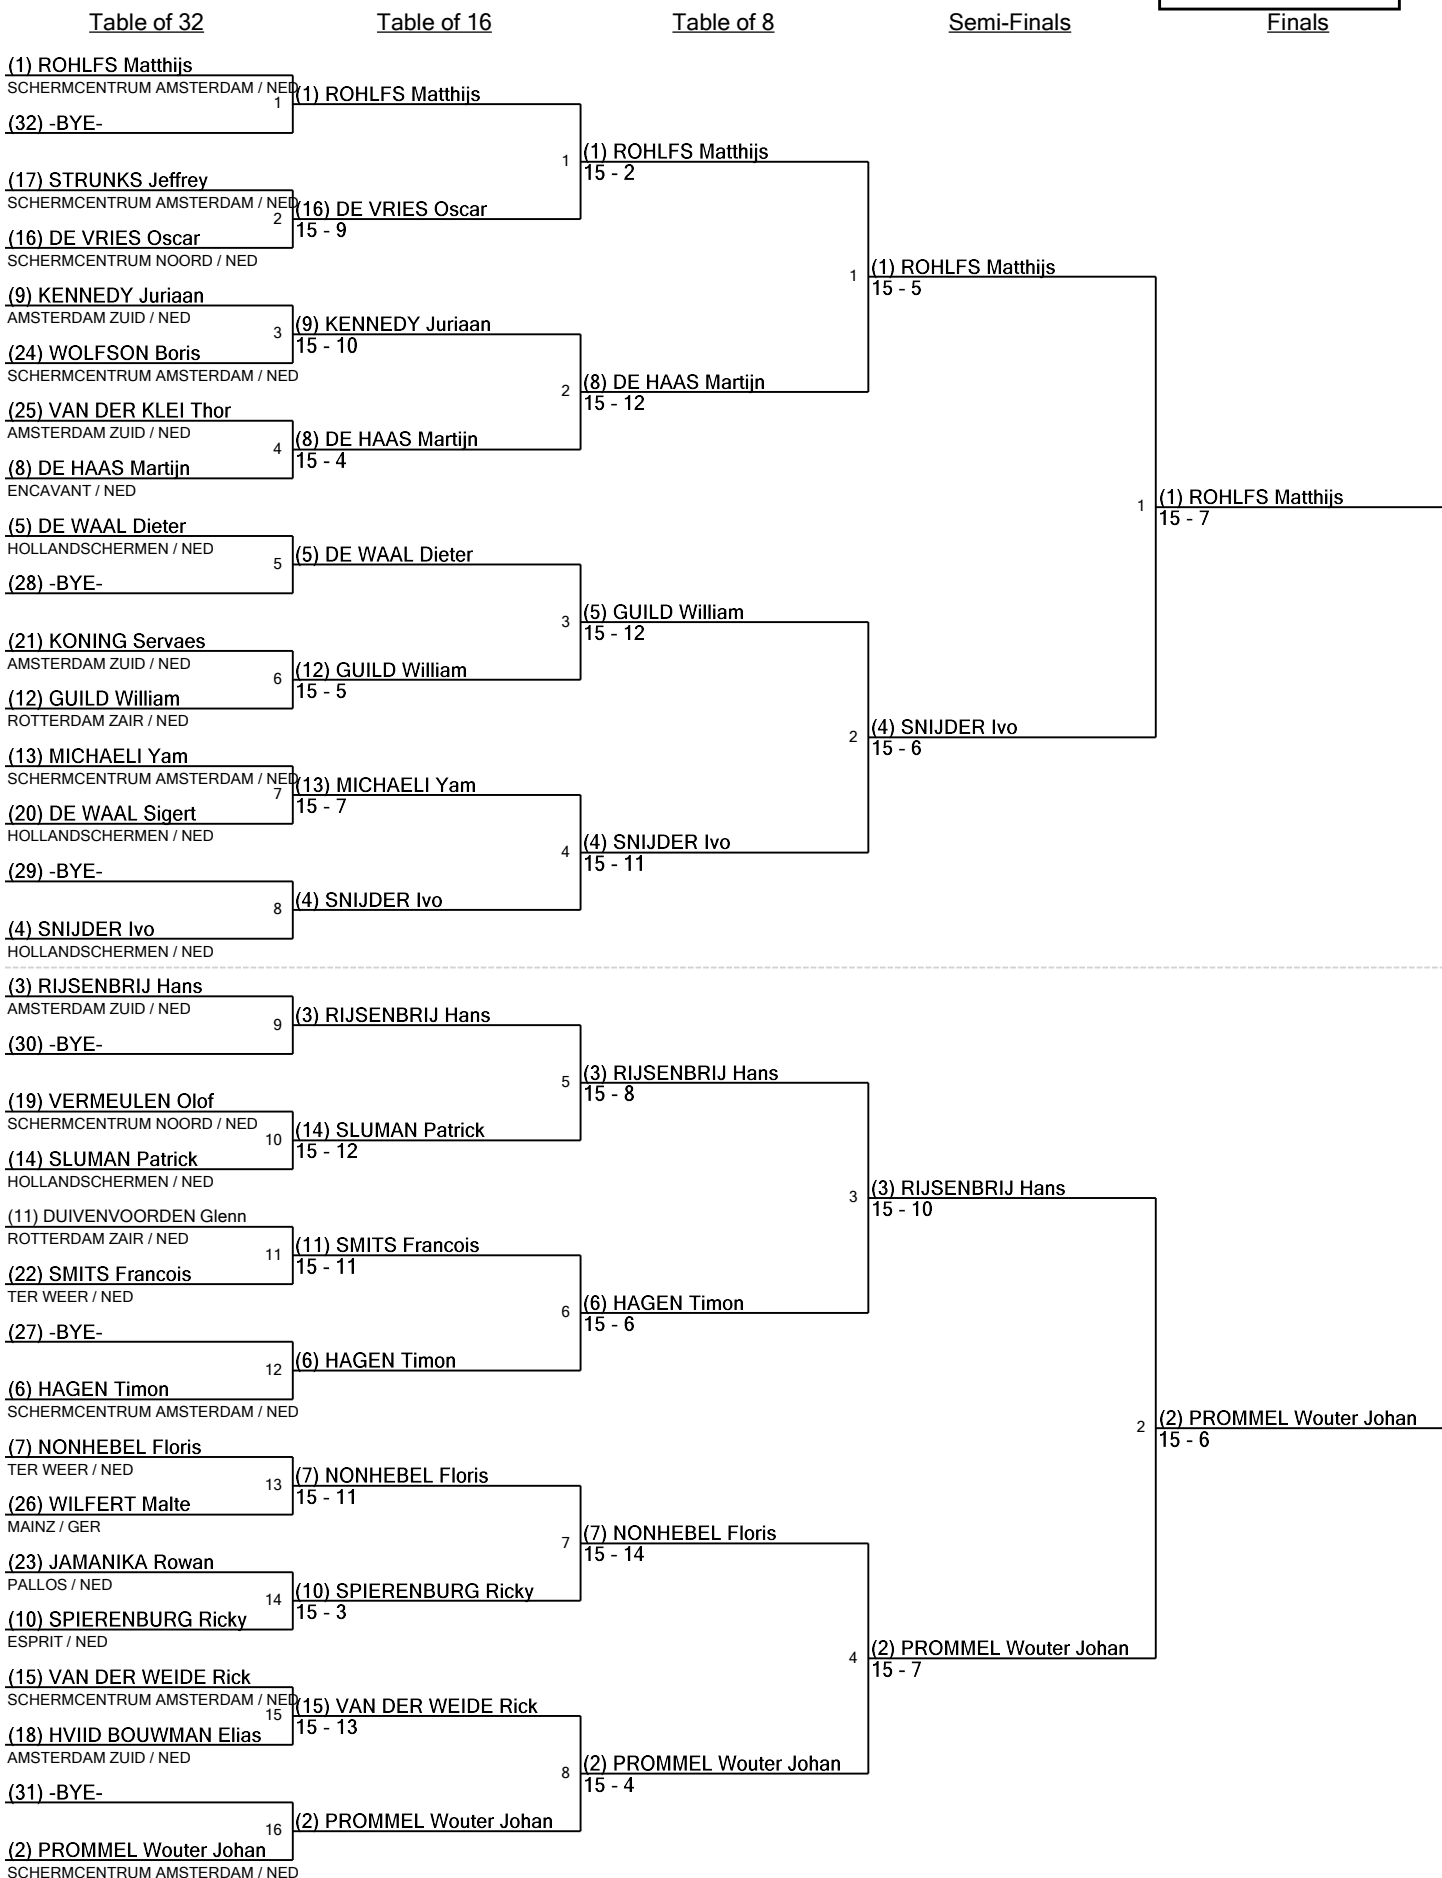 Table of 32
Table of 16
Table of 8
Semi-Finals
Finals
(1) ROHLFS Matthijs
SCHERMCENTRUM AMSTERDAM / NED
1
(32) -BYE-
(17) STRUNKS Jeffrey
SCHERMCENTRUM AMSTERDAM / NED
2
(16) DE VRIES Oscar
SCHERMCENTRUM NOORD / NED
(9) KENNEDY Juriaan
AMSTERDAM ZUID / NED
3
(24) WOLFSON Boris
SCHERMCENTRUM AMSTERDAM / NED
(25) VAN DER KLEI Thor
AMSTERDAM ZUID / NED
4
(8) DE HAAS Martijn
ENCAVANT / NED
(5) DE WAAL Dieter
HOLLANDSCHERMEN / NED
5
(28) -BYE-
(21) KONING Servaes
AMSTERDAM ZUID / NED
6
(12) GUILD William
ROTTERDAM ZAIR / NED
(13) MICHAELI Yam
SCHERMCENTRUM AMSTERDAM / NED
7
(20) DE WAAL Sigert
HOLLANDSCHERMEN / NED
(29) -BYE-
8
(4) SNIJDER Ivo
HOLLANDSCHERMEN / NED
(3) RIJSENBRIJ Hans
AMSTERDAM ZUID / NED
9
(30) -BYE-
(19) VERMEULEN Olof
SCHERMCENTRUM NOORD / NED
10
(14) SLUMAN Patrick
HOLLANDSCHERMEN / NED
(11) DUIVENVOORDEN Glenn
ROTTERDAM ZAIR / NED
11
(22) SMITS Francois
TER WEER / NED
(27) -BYE-
12
(6) HAGEN Timon
SCHERMCENTRUM AMSTERDAM / NED
(7) NONHEBEL Floris
TER WEER / NED
13
(26) WILFERT Malte
MAINZ / GER
(23) JAMANIKA Rowan
PALLOS / NED
14
(10) SPIERENBURG Ricky
ESPRIT / NED
(15) VAN DER WEIDE Rick
SCHERMCENTRUM AMSTERDAM / NED
15
(18) HVIID BOUWMAN Elias
AMSTERDAM ZUID / NED
(31) -BYE-
16
(2) PROMMEL Wouter Johan
SCHERMCENTRUM AMSTERDAM / NED
(1) ROHLFS Matthijs
1
(16) DE VRIES Oscar
15 - 9
(9) KENNEDY Juriaan
15 - 10
2
(8) DE HAAS Martijn
15 - 4
(5) DE WAAL Dieter
3
(12) GUILD William
15 - 5
(13) MICHAELI Yam
15 - 7
4
(4) SNIJDER Ivo
(3) RIJSENBRIJ Hans
5
(14) SLUMAN Patrick
15 - 12
(11) SMITS Francois
15 - 11
6
(6) HAGEN Timon
(7) NONHEBEL Floris
15 - 11
7
(10) SPIERENBURG Ricky
15 - 3
(15) VAN DER WEIDE Rick
15 - 13
8
(2) PROMMEL Wouter Johan
(1) ROHLFS Matthijs
15 - 2
1
(8) DE HAAS Martijn
15 - 12
(5) GUILD William
15 - 12
2
(4) SNIJDER Ivo
15 - 11
(3) RIJSENBRIJ Hans
15 - 8
3
(6) HAGEN Timon
15 - 6
(7) NONHEBEL Floris
15 - 14
4
(2) PROMMEL Wouter Johan
15 - 4
(1) ROHLFS Matthijs
15 - 5
1
(4) SNIJDER Ivo
15 - 6
(3) RIJSENBRIJ Hans
15 - 10
2
(2) PROMMEL Wouter Johan
15 - 7
(1) ROHLFS Matthijs
15 - 7
(2) PROMMEL Wouter Johan
15 - 6